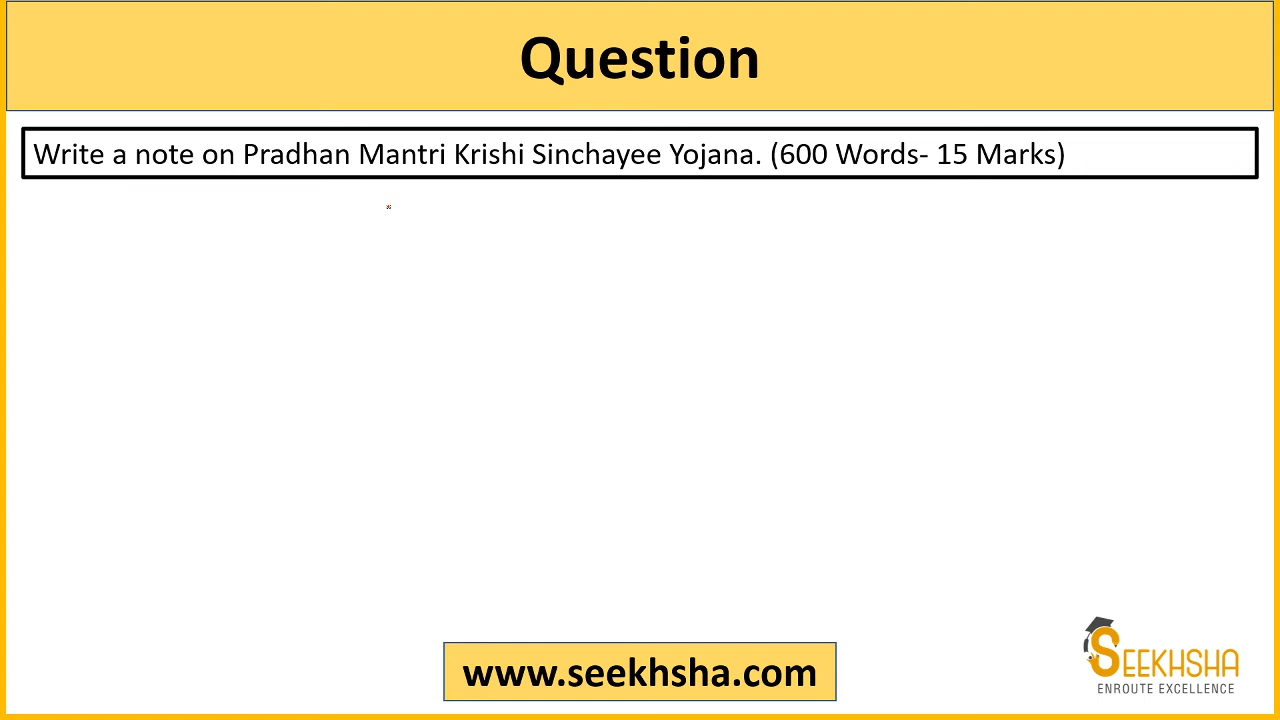 Question
Write a note on Pradhan Mantri Krishi Sinchayee Yojana. (600 Words- 15 Marks)
www.seekhsha.com
SEEKHSHA
ENROUTE EXCELLENCE